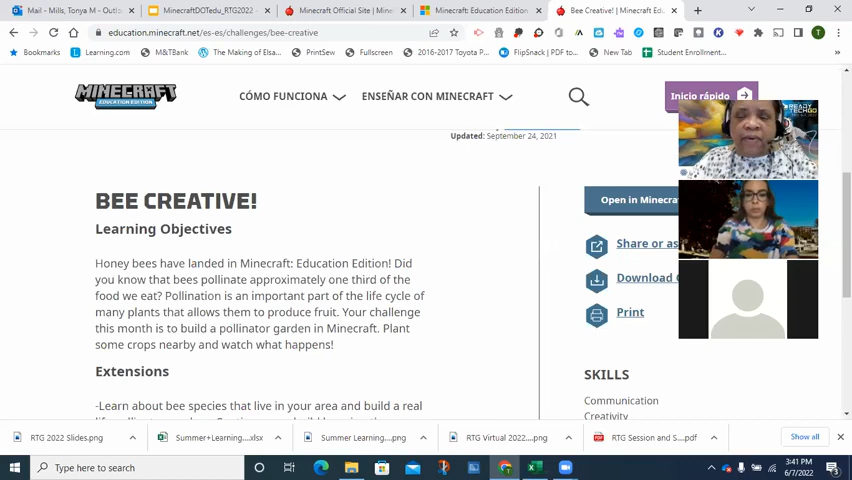 Mail - Mills, Tonya M - Outlo
MinecraftDOTedu_RTG2022 -
Minecraft Official Site | Mine
Minecraft: Education Edition
Bee Creative! | Minecraft Ed
education.minecraft.net/es-es/challenges/bee-creative
Bookmarks
Learning.com
M&TBank
The Making of Elsa...
PrintSew
Fullscreen
2016-2017 Toyota P...
FlipSnack | PDF to...
New Tab
Student Enrollment...
MINECRAFT
EDUCATION EDITION
CÓMO FUNCIONA
ENSEÑAR CON MINECRAFT
Inicio rápido
Updated: September 24, 2021
READY
TECH GO
BEE CREATIVE!
Learning Objectives
Honey bees have landed in Minecraft: Education Edition! Did
you know that bees pollinate approximately one third of the
food we eat? Pollination is an important part of the life cycle of
many plants that allows them to produce fruit. Your challenge
this month is to build a pollinator garden in Minecraft. Plant
some crops nearby and watch what happens!
Extensions
-Learn about bee species that live in your area and build a real
Open in Minecra
Share or as
Download
Print
SKILLS
Communication
Creativity
RTG 2022 Slides.png
Summer+Learning....xlsx
Summer Learning....png
RTG Virtual 2022....png
RTG Session and S....pdf
Show all
Type here to search
3:41 PM
6/7/2022